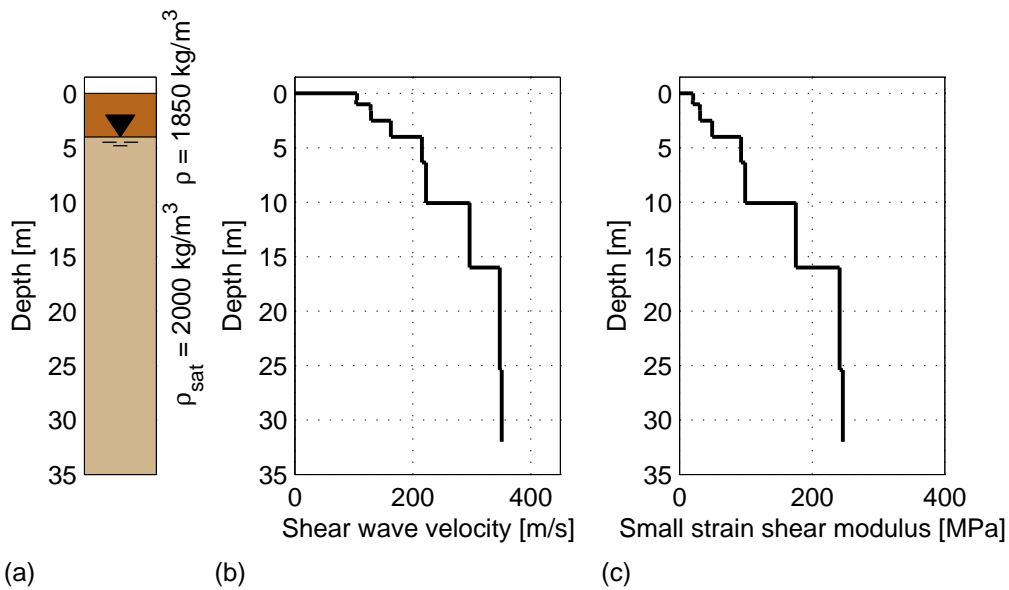 0
5
10
15
20
25
30
35
Depth [m]
ρ = 1850 kg/m³
ρsat = 2000 kg/m³
(a)
0
5
10
15
20
25
30
35
Depth [m]
0 200 400
Shear wave velocity [m/s]
(b)
0
5
10
15
20
25
30
35
Depth [m]
0 200 400
Small strain shear modulus [MPa]
(c)